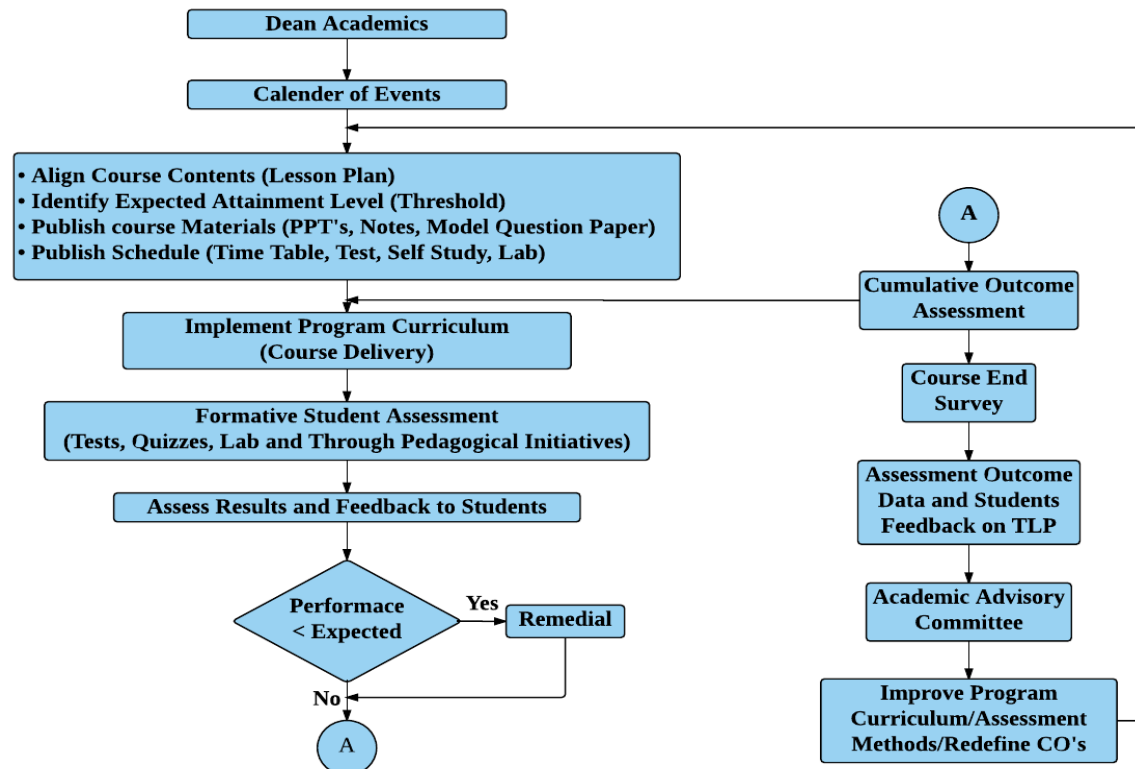 Dean Academics
Calender of Events
• Align Course Contents (Lesson Plan)
• Identify Expected Attainment Level (Threshold)
• Publish course Materials (PPT's, Notes, Model Question Paper)
• Publish Schedule (Time Table, Test, Self Study, Lab)
Implement Program Curriculum
(Course Delivery)
Formative Student Assessment
(Tests, Quizzes, Lab and Through Pedagogical Initiatives)
Assess Results and Feedback to Students
Performace
< Expected
Yes
Remedial
No
A
A
Cumulative Outcome
Assessment
Course End
Survey
Assessment Outcome
Data and Students
Feedback on TLP
Academic Advisory
Committee
Improve Program
Curriculum/Assessment
Methods/Redefine CO's